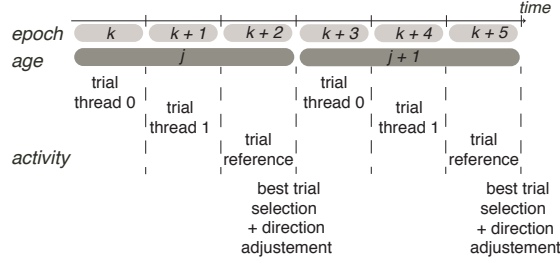 time
epoch k k + 1 k + 2 k + 3 k + 4 k + 5
age j j + 1
trial
thread 0
trial
thread 1
trial
reference
trial
thread 0
trial
thread 1
trial
reference
activity
best trial
selection
+ direction
adjustement
best trial
selection
+ direction
adjustement